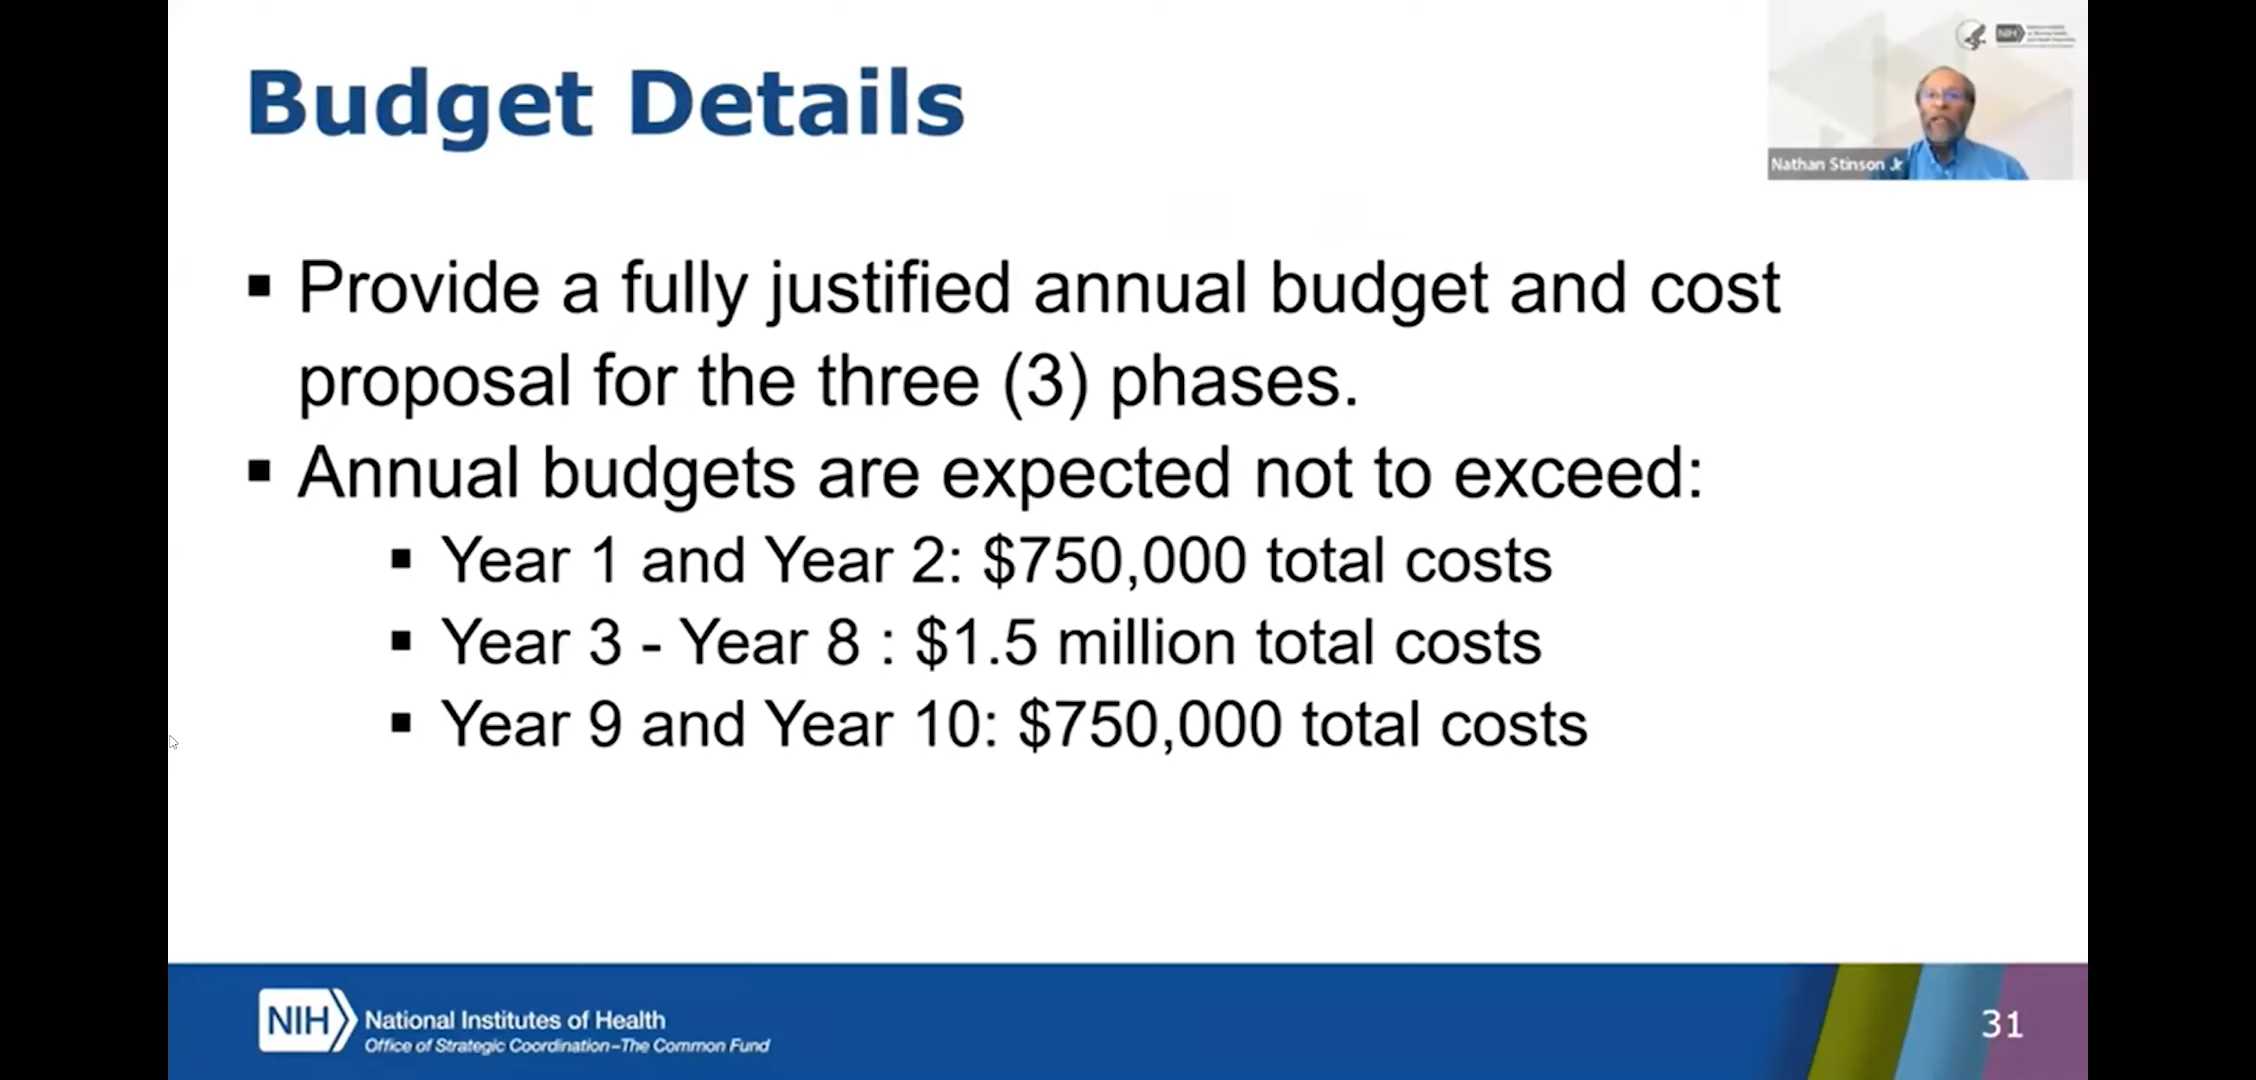 Budget Details
NIH
Nathan Stinson Jr
▪ Provide a fully justified annual budget and cost
proposal for the three (3) phases.
▪ Annual budgets are expected not to exceed:
▪ Year 1 and Year 2: $750,000 total costs
▪ Year 3 - Year 8 : $1.5 million total costs
▪ Year 9 and Year 10: $750,000 total costs
NIH National Institutes of Health
Office of Strategic Coordination–The Common Fund
31